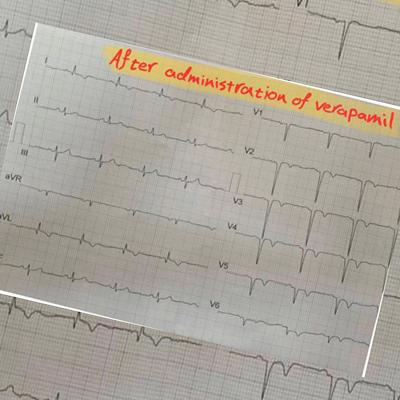 After administration of verapamil
I
II
III
aVR
aVL
F
V1
V2
V3
V4
V5
V6